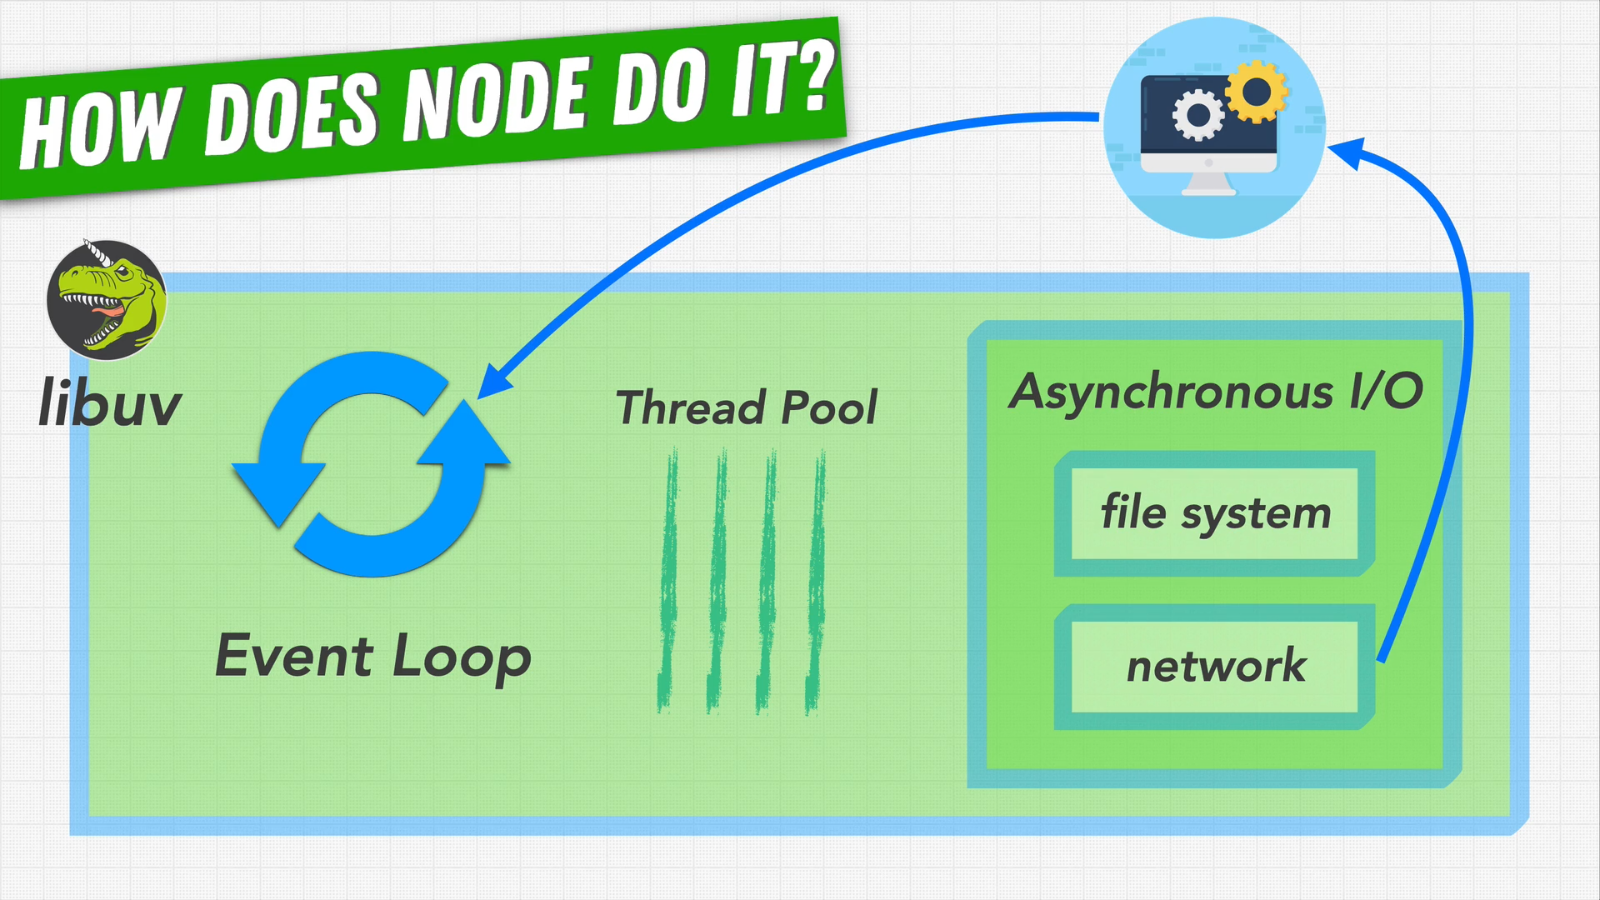 HOW DOES NODE DO IT?
libuv
Event Loop
Thread Pool
Asynchronous I/O
file system
network